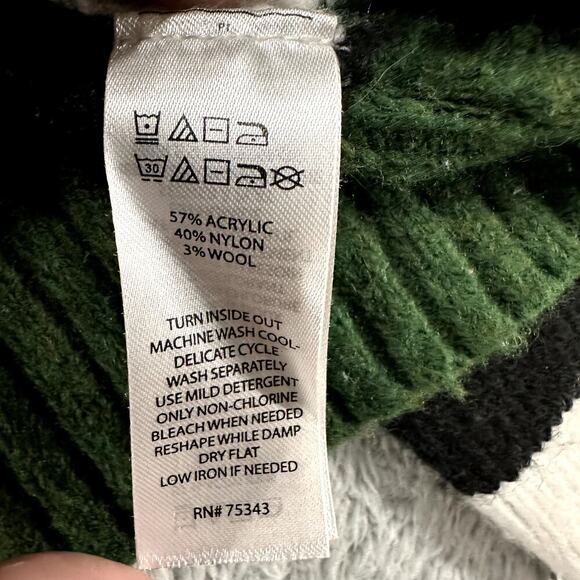 30
57% ACRYLIC
40% NYLON
3% WOOL
TURN INSIDE OUT
MACHINE WASH COOL-
DELICATE CYCLE
WASH SEPARATELY
USE MILD DETERGENT
ONLY NON-CHLORINE
BLEACH WHEN NEEDED
RESHAPE WHILE DAMP
DRY FLAT
LOW IRON IF NEEDED
RN# 75343